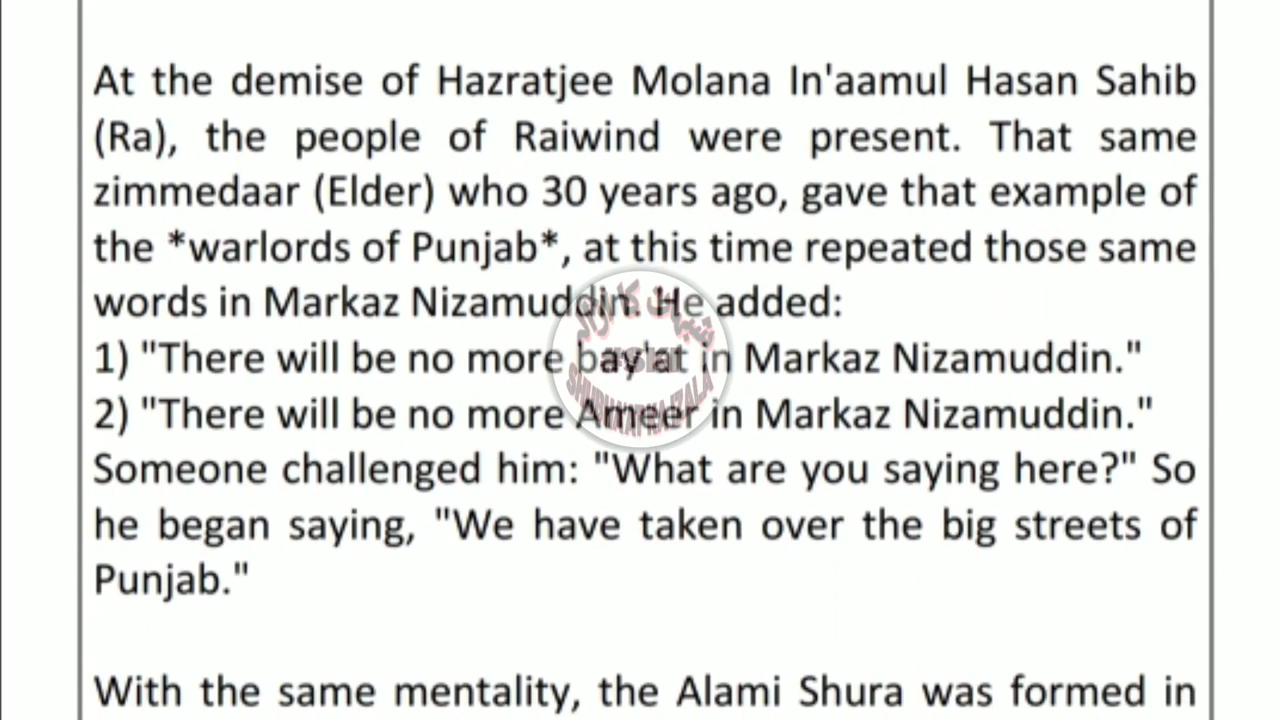 At the demise of Hazratjee Molana In'aamul Hasan Sahib
(Ra), the people of Raiwind were present. That same
zimmedaar (Elder) who 30 years ago, gave that example of
the *warlords of Punjab*, at this time repeated those same
words in Markaz Nizamuddin. He added:
1) "There will be no more bay'at in Markaz Nizamuddin."
2) "There will be no more Ameer in Markaz Nizamuddin."
Someone challenged him: "What are you saying here?" So
he began saying, "We have taken over the big streets of
Punjab."
With the same mentality, the Alami Shura was formed in